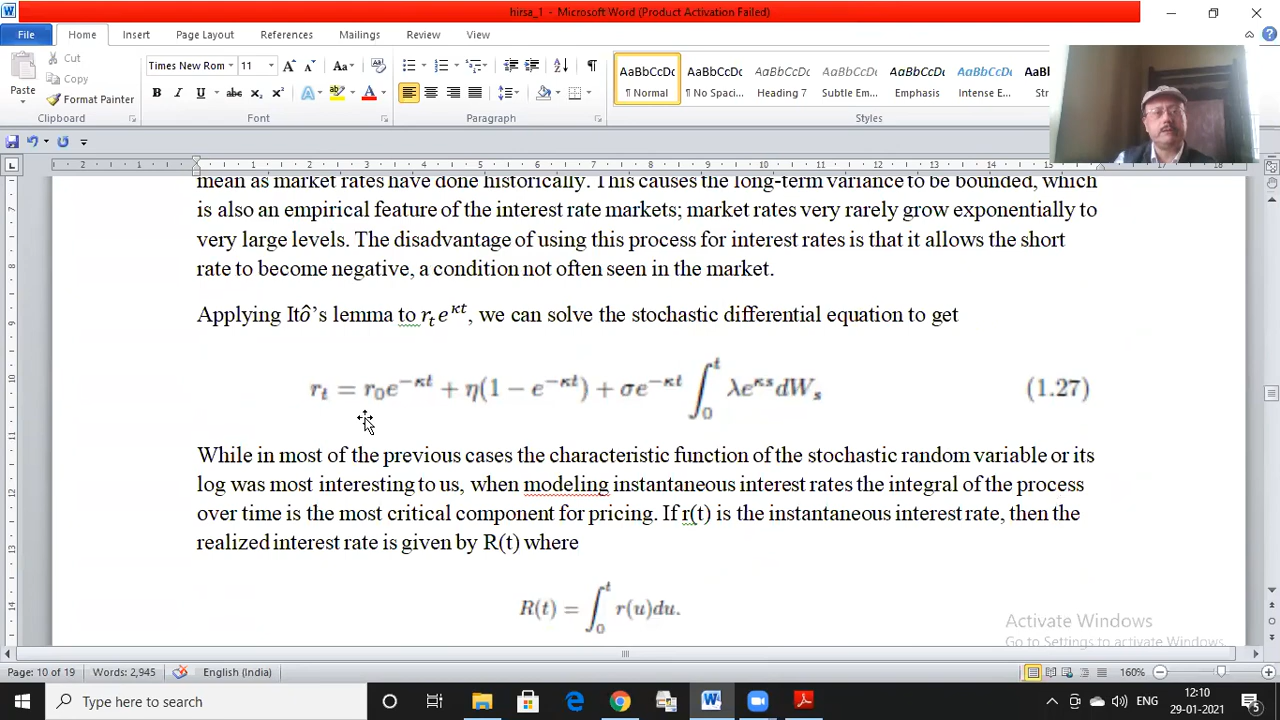 hirsa_1 - Microsoft Word (Product Activation Failed)
File Home Insert Page Layout References Mailings Review View
Cut
Copy
Paste Format Painter
Times New Rom 11
AaBbCcDc AaBbCcDc AaBbCcDc AaBbCcDc AaBbCcDc AaBbCcDc AaB
¶ Normal ¶ No Spaci... Heading 7 Subtle Em... Emphasis Intense E...
Clipboard Font Paragraph Styles
mean as market rates have done historically. This causes the long-term variance to be bounded, which
is also an empirical feature of the interest rate markets; market rates very rarely grow exponentially to
very large levels. The disadvantage of using this process for interest rates is that it allows the short
rate to become negative, a condition not often seen in the market.
Applying Itô's lemma to rₜe^{κt}, we can solve the stochastic differential equation to get
r_t = r_0 e^{-κt} + η(1 − e^{-κt}) + σe^{-κt} ∫_0^t λe^{κs} dW_s (1.27)
While in most of the previous cases the characteristic function of the stochastic random variable or its
log was most interesting to us, when modeling instantaneous interest rates the integral of the process
over time is the most critical component for pricing. If r(t) is the instantaneous interest rate, then the
realized interest rate is given by R(t) where
R(t) = ∫_0^t r(u)du.
Activate Windows
Go to Settings to activate Windows.
Page: 10 of 19 Words: 2,945 English (India) 160%
Type here to search ENG 12:10
29-01-2021